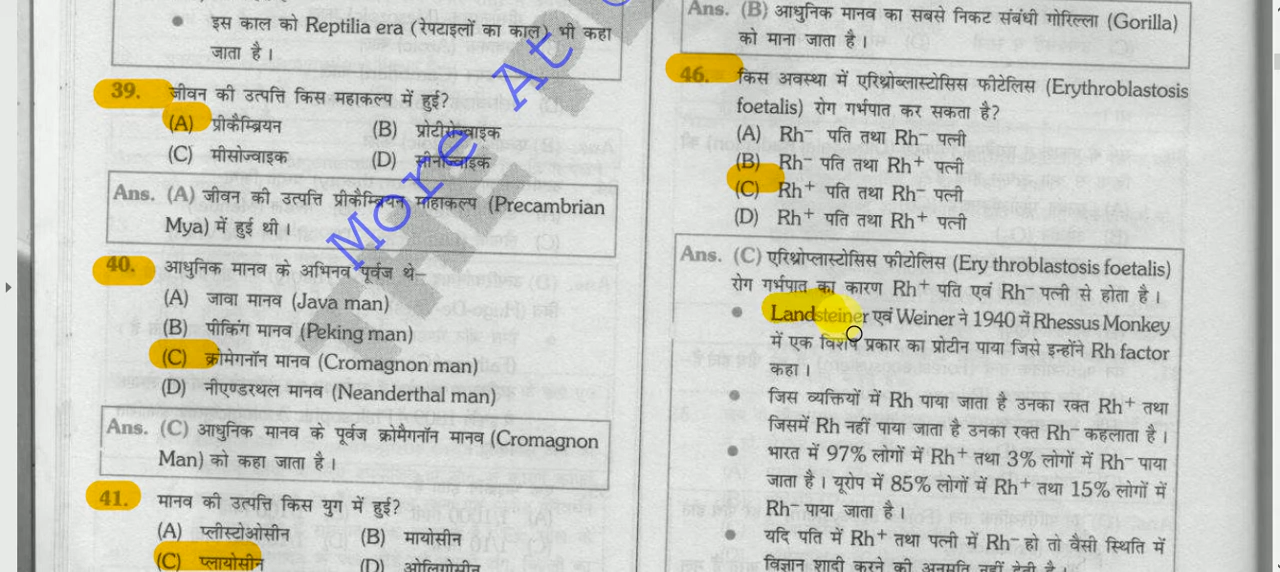 इस काल को Reptilia era (रेपटाइलों का काल) भी कहा
जाता है।
39. जीवन की उत्पत्ति किस महाकल्प में हुई?
(A) प्रीकैम्ब्रियन (B) प्रोटीरोज्वाइक
(C) मीसोज्वाइक (D) सीनोज्वाइक
Ans. (A) जीवन की उत्पत्ति प्रीकैम्ब्रियन माहाकल्प (Precambrian
Mya) में हुई थी।
40. आधुनिक मानव के अभिनव पूर्वज थे–
(A) जावा मानव (Java man)
(B) पीकिंग मानव (Peking man)
(C) क्रोमेगनॉन मानव (Cromagnon man)
(D) नीएण्डरथल मानव (Neanderthal man)
Ans. (C) आधुनिक मानव के पूर्वज क्रोमैगनॉन मानव (Cromagnon
Man) को कहा जाता है।
41. मानव की उत्पत्ति किस युग में हुई?
(A) प्लीस्टोओसीन (B) मायोसीन
(C) प्लायोसीन (D) ओलिगोसीन
More At
Ans. (B) आधुनिक मानव का सबसे निकट संबंधी गोरिल्ला (Gorilla)
को माना जाता है।
46. किस अवस्था में एरिथ्रोब्लास्टोसिस फीटेलिस (Erythroblastosis
foetalis) रोग गर्भपात कर सकता है?
(A) Rh⁻ पति तथा Rh⁻ पत्नी
(B) Rh⁻ पति तथा Rh⁺ पत्नी
(C) Rh⁺ पति तथा Rh⁻ पत्नी
(D) Rh⁺ पति तथा Rh⁺ पत्नी
Ans. (C) एरिथ्रोप्लास्टोसिस फीटोलिस (Ery throblastosis foetalis)
रोग गर्भपात का कारण Rh⁺ पति एवं Rh⁻ पत्नी से होता है।
Landsteiner एवं Weiner ने 1940 में Rhessus Monkey
में एक विशेष प्रकार का प्रोटीन पाया जिसे इन्होंने Rh factor
कहा।
जिस व्यक्तियों में Rh पाया जाता है उनका रक्त Rh⁺ तथा
जिसमें Rh नहीं पाया जाता है उनका रक्त Rh⁻ कहलाता है।
भारत में 97% लोगों में Rh⁺ तथा 3% लोगों में Rh⁻ पाया
जाता है। यूरोप में 85% लोगों में Rh⁺ तथा 15% लोगों में
Rh⁻ पाया जाता है।
यदि पति में Rh⁺ तथा पत्नी में Rh⁻ हो तो वैसी स्थिति में
विज्ञान शादी करने की अनुमति नहीं देती है।